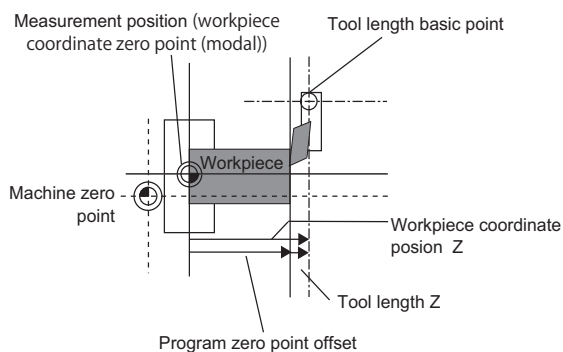 Measurement position (workpiece
coordinate zero point (modal))
Tool length basic point
Workpiece
Machine zero
point
Workpiece coordinate
posion Z
Tool length Z
Program zero point offset